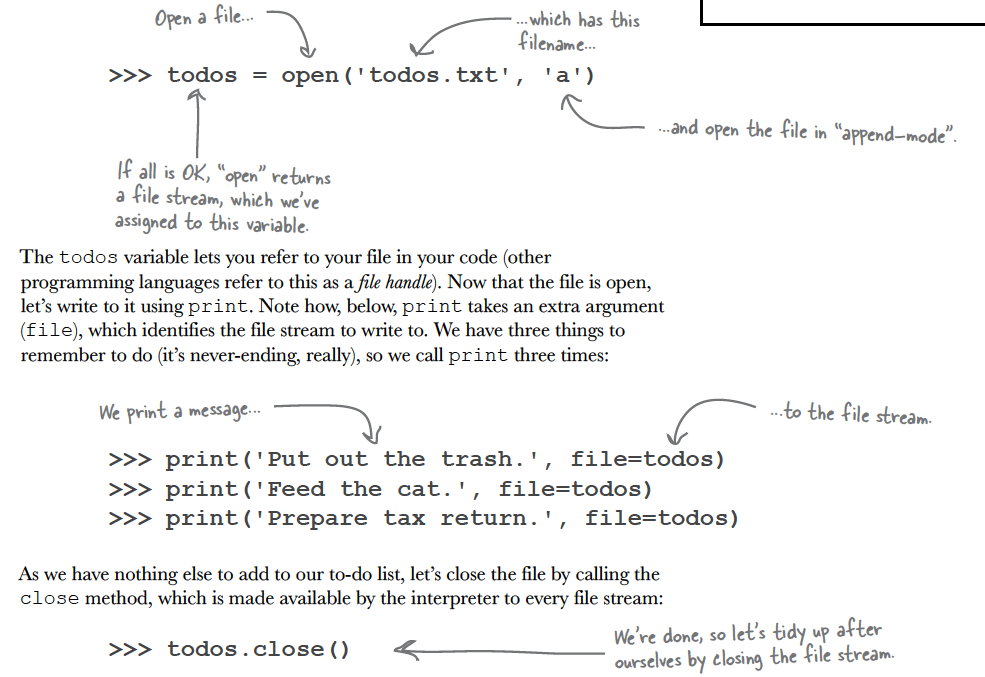 Open a file...
...which has this
filename...
>>> todos = open('todos.txt', 'a')
...and open the file in “append-mode”.
If all is OK, “open” returns
a file stream, which we’ve
assigned to this variable.
The todos variable lets you refer to your file in your code (other
programming languages refer to this as a file handle). Now that the file is open,
let’s write to it using print. Note how, below, print takes an extra argument
(file), which identifies the file stream to write to. We have three things to
remember to do (it’s never-ending, really), so we call print three times:
We print a message...
...to the file stream.
>>> print('Put out the trash.', file=todos)
>>> print('Feed the cat.', file=todos)
>>> print('Prepare tax return.', file=todos)
As we have nothing else to add to our to-do list, let’s close the file by calling the
close method, which is made available by the interpreter to every file stream:
>>> todos.close()
We’re done, so let’s tidy up after
ourselves by closing the file stream.